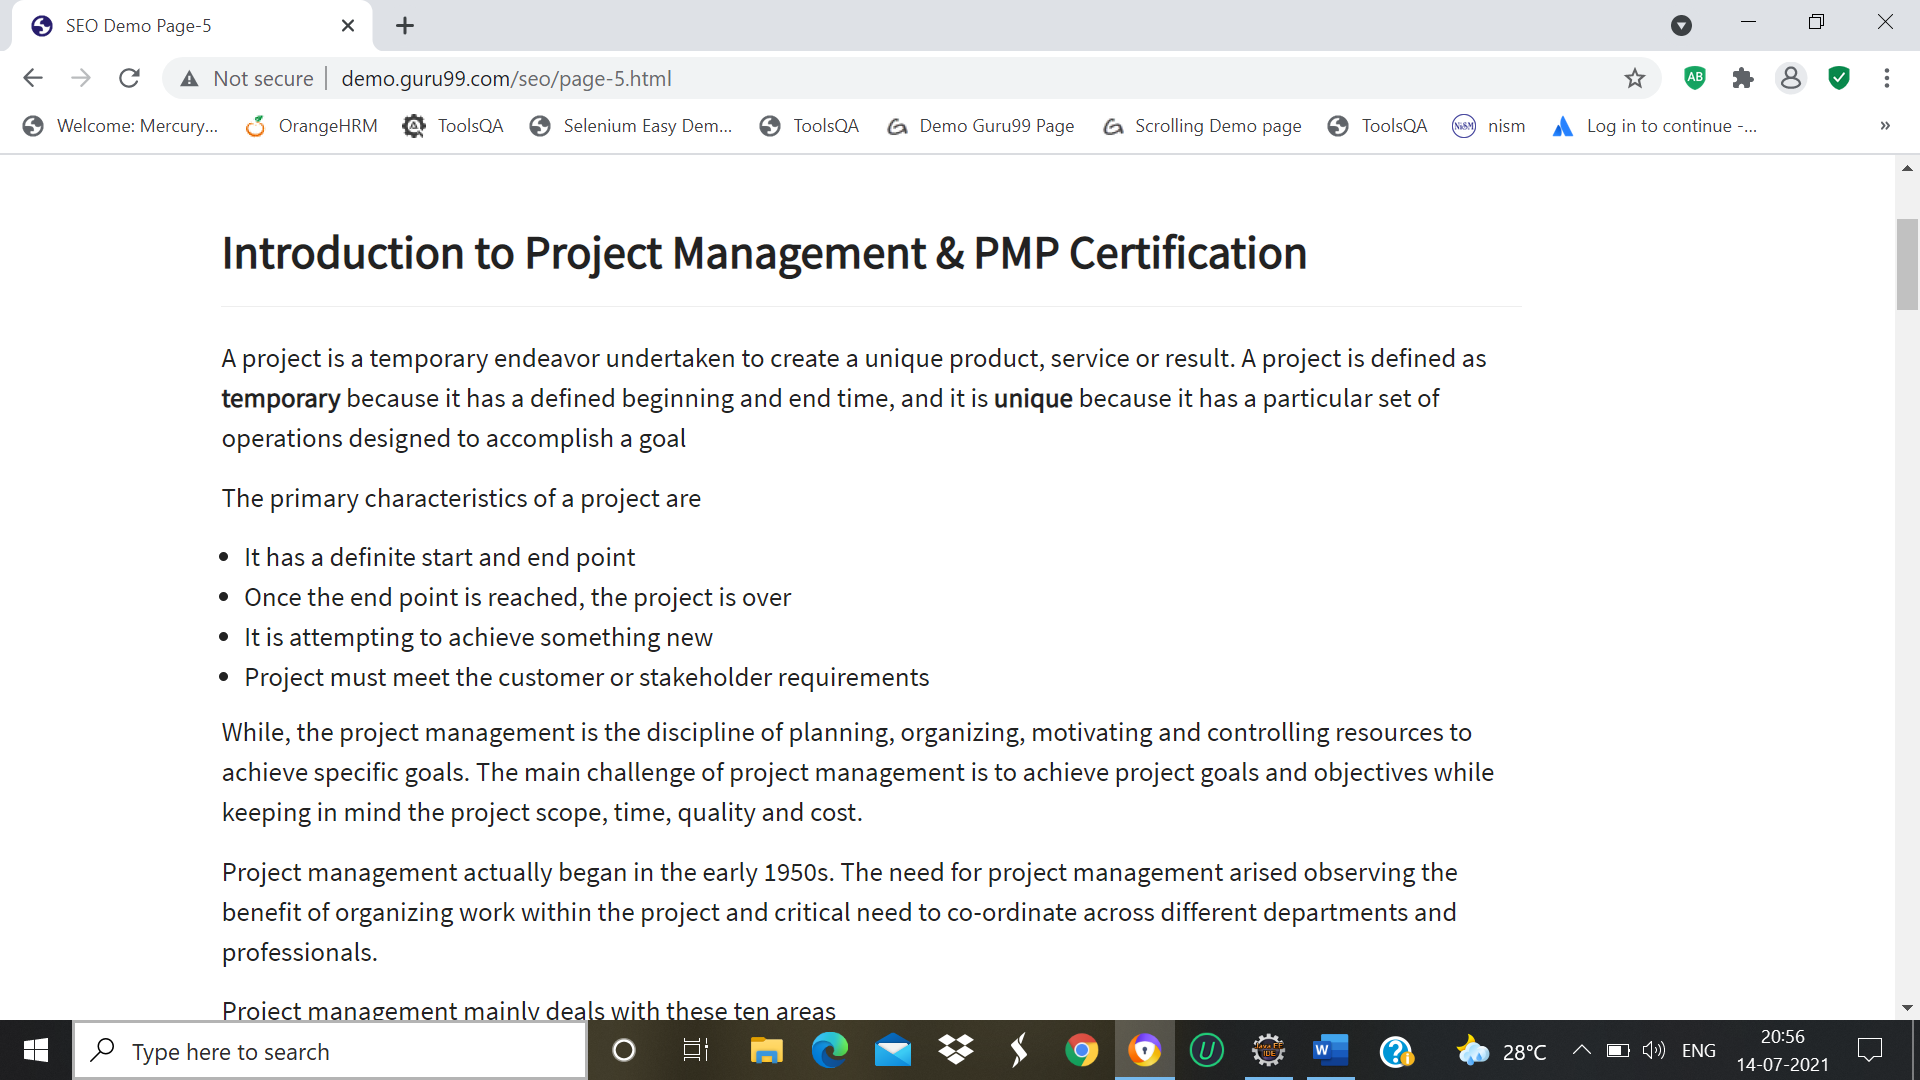 SEO Demo Page-5
Not secure demo.guru99.com/seo/page-5.html
AB
Welcome: Mercury... OrangeHRM ToolsQA Selenium Easy Dem... ToolsQA Demo Guru99 Page Scrolling Demo page ToolsQA NiSM nism Log in to continue -... »
Introduction to Project Management & PMP Certification
A project is a temporary endeavor undertaken to create a unique product, service or result. A project is defined as
temporary because it has a defined beginning and end time, and it is unique because it has a particular set of
operations designed to accomplish a goal
The primary characteristics of a project are
• It has a definite start and end point
• Once the end point is reached, the project is over
• It is attempting to achieve something new
• Project must meet the customer or stakeholder requirements
While, the project management is the discipline of planning, organizing, motivating and controlling resources to
achieve specific goals. The main challenge of project management is to achieve project goals and objectives while
keeping in mind the project scope, time, quality and cost.
Project management actually began in the early 1950s. The need for project management arised observing the
benefit of organizing work within the project and critical need to co-ordinate across different departments and
professionals.
Project management mainly deals with these ten areas
Type here to search
U
Java EE
IDE
W
?
28°C
ENG
20:56
14-07-2021